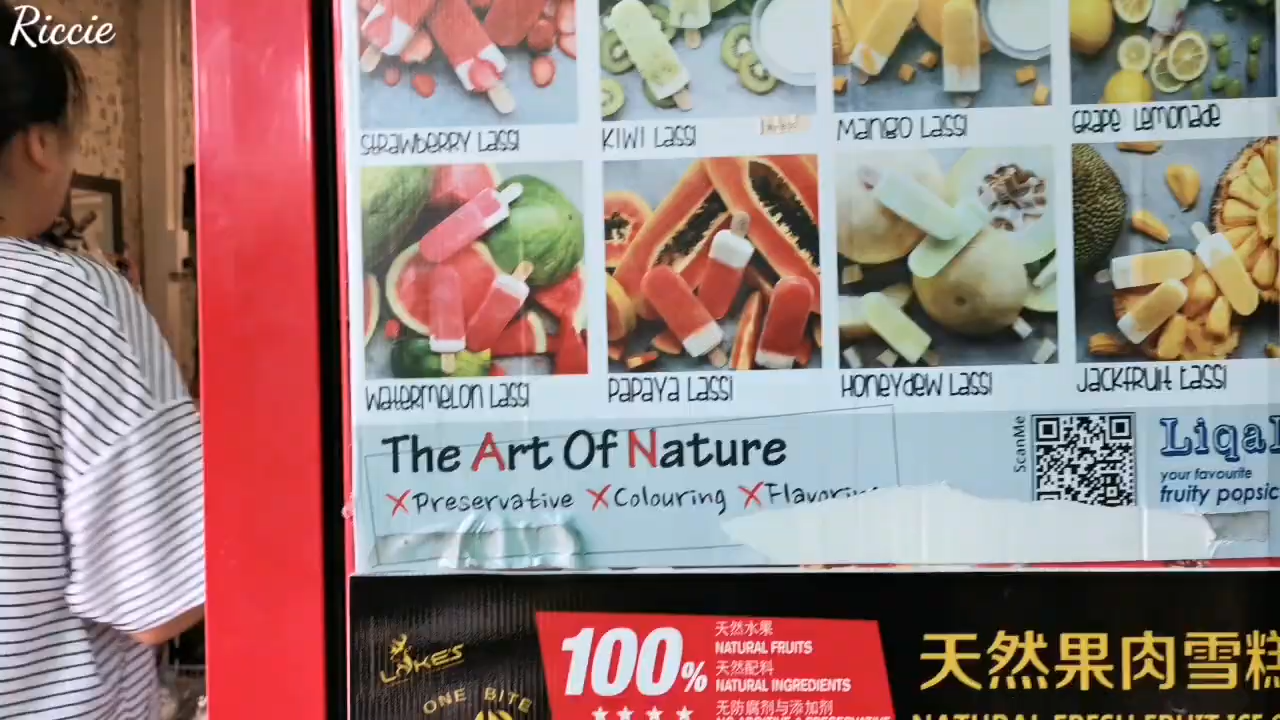 Riccie
Strawberry Lassi
Kiwi Lassi
Mango Lassi
Grape Lemonade
Watermelon Lassi
Papaya Lassi
Honeydew Lassi
Jackfruit Lassi
The Art Of Nature
X Preservative X Colouring X Flavorin
ScanMe
Liqa
your favourite
fruity popsic
LAKES
ONE BITE
100%
天然水果
NATURAL FRUITS
天然配料
NATURAL INGREDIENTS
无防腐剂与添加剂
天然果肉雪糕